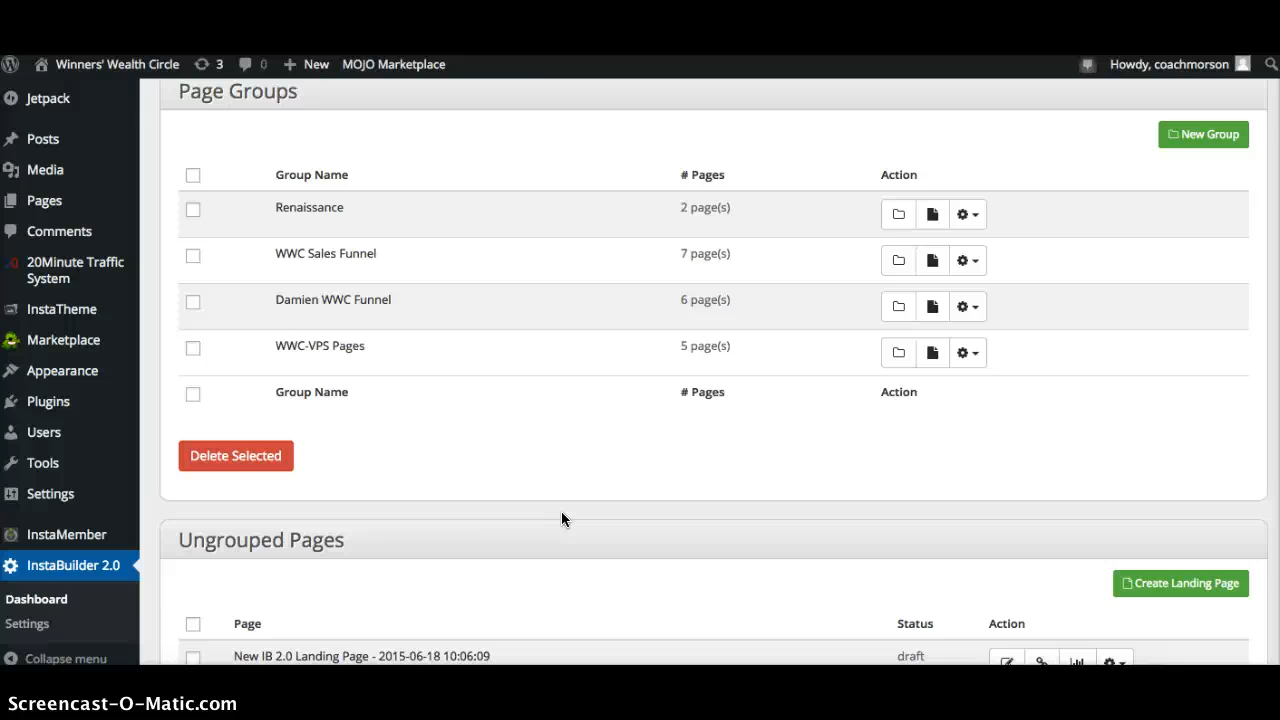 Winners' Wealth Circle 3 0 New MOJO Marketplace Howdy, coachmorson
Jetpack
Posts
Media
Pages
Comments
20Minute Traffic
System
InstaTheme
Marketplace
Appearance
Plugins
Users
Tools
Settings
InstaMember
InstaBuilder 2.0
Dashboard
Settings
Collapse menu
Page Groups
New Group
Group Name # Pages Action
Renaissance 2 page(s)
WWC Sales Funnel 7 page(s)
Damien WWC Funnel 6 page(s)
WWC-VPS Pages 5 page(s)
Group Name # Pages Action
Delete Selected
Ungrouped Pages
Create Landing Page
Page Status Action
New IB 2.0 Landing Page - 2015-06-18 10:06:09 draft
Screencast-O-Matic.com